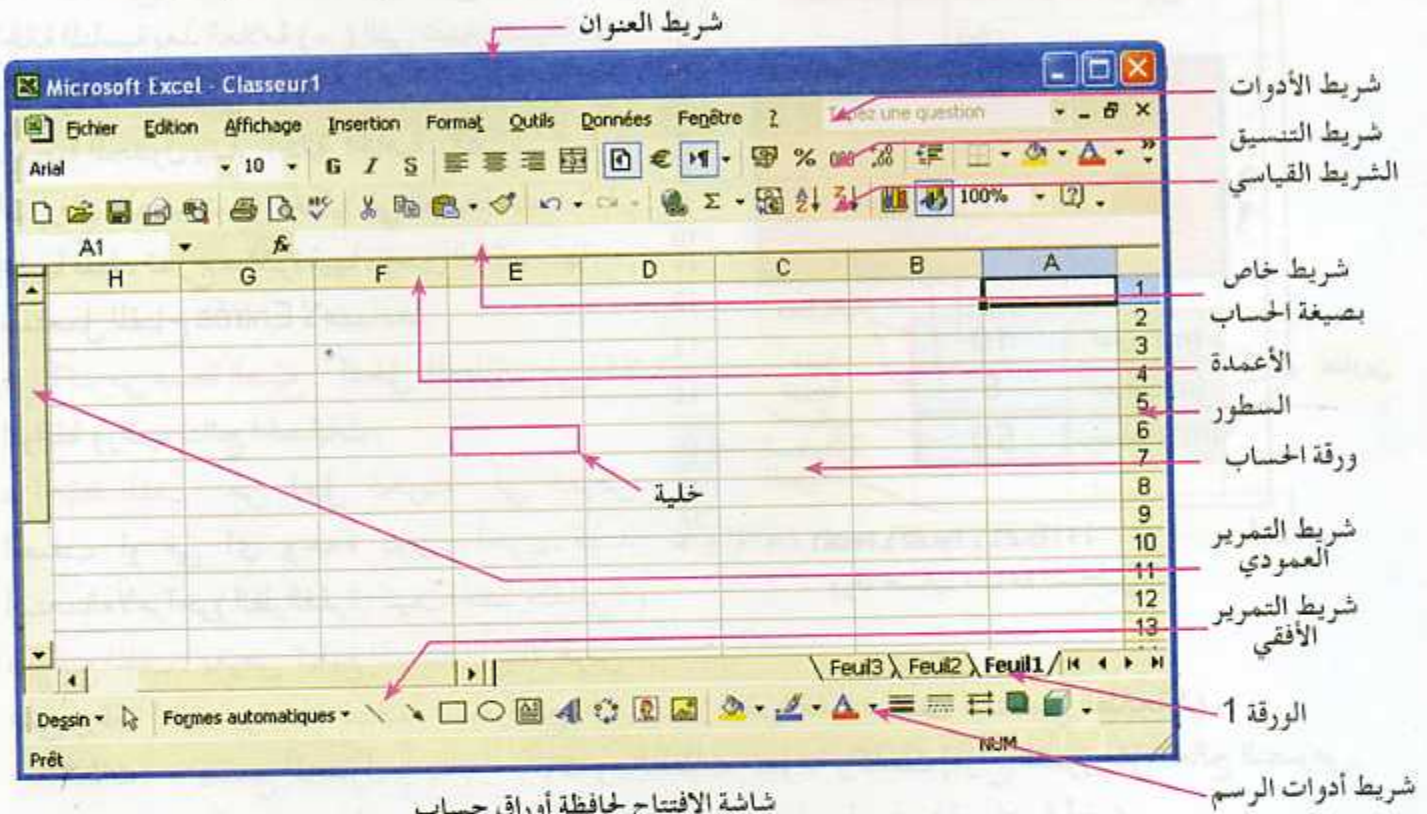 شريط العنوان
Microsoft Excel - Classeur1
شريط الأدوات
Fichier Edition Affichage Insertion Format Outils Données Fenêtre ? Tapez une question
شريط التنسيق
Arial 10 G I S € % 000
الشريط القياسي
100%
A1 fx
H G F E D C B A
شريط خاص
بصيغة الحساب
1
2
3
الأعمدة
4
5
السطور
6
7
ورقة الحساب
خلية
8
9
10
شريط التمرير
العمودي
11
12
شريط التمرير
الأفقي
13
Feuil3 Feuil2 Feuil1
Dessin Formes automatiques
الورقة 1
Prêt NUM
شريط أدوات الرسم
شاشة الافتتاح لحافظة أوراق حساب